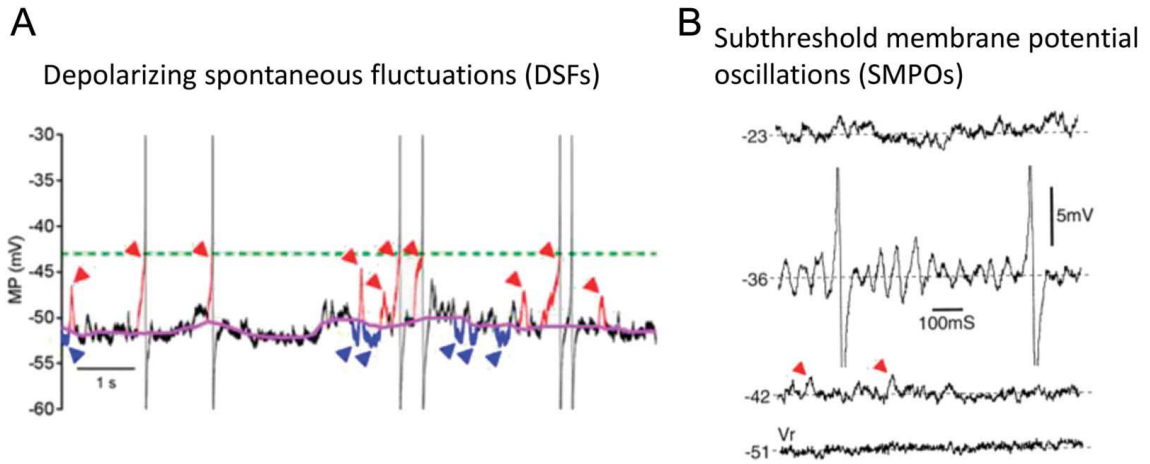 A
Depolarizing spontaneous fluctuations (DSFs)
MP (mV)
-30
-35
-40
-45
-50
-55
-60
1 s
B
Subthreshold membrane potential
oscillations (SMPOs)
-23
-36
5mV
100mS
-42
Vr
-51